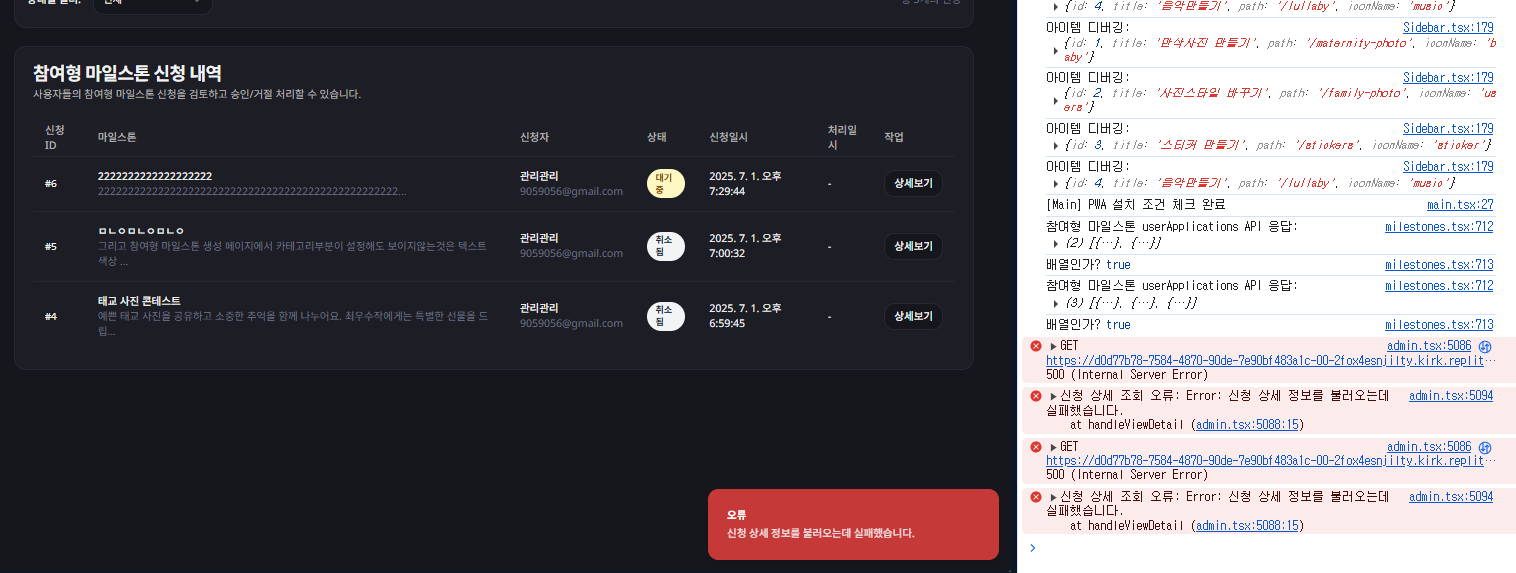 참여형 마일스톤 신청 내역
사용자들의 참여형 마일스톤 신청을 검토하고 승인/거절 처리할 수 있습니다.
신청 ID 마일스톤 신청자 상태 신청일시 처리일시 작업
#6 2222222222222222222 관리관리 대기중 2025. 7. 1. 오후 7:29:44 - 상세보기
9059056@gmail.com
#5 ㅁㄴㅇㅁㄴㅇㅁㄴㅇ 관리관리 취소됨 2025. 7. 1. 오후 7:00:32 - 상세보기
그리고 참여형 마일스톤 생성 페이지에서 카테고리부분이 설정해도 보이지않는것은 텍스트 색상 ... 9059056@gmail.com
#4 태교 사진 콘테스트 관리관리 취소됨 2025. 7. 1. 오후 6:59:45 - 상세보기
예쁜 태교 사진을 공유하고 소중한 추억을 함께 나누어요. 최우수작에게는 특별한 선물을 드립... 9059056@gmail.com
오류
신청 상세 정보를 불러오는데 실패했습니다.
{id: 4, title: '음악만들기', path: '/lullaby', iconName: 'music'}
아이템 디버깅: Sidebar.tsx:179
{id: 1, title: '만삭사진 만들기', path: '/maternity-photo', iconName: 'b
aby'}
아이템 디버깅: Sidebar.tsx:179
{id: 2, title: '사진스타일 바꾸기', path: '/family-photo', iconName: 'us
ers'}
아이템 디버깅: Sidebar.tsx:179
{id: 3, title: '스티커 만들기', path: '/stickers', iconName: 'sticker'}
아이템 디버깅: Sidebar.tsx:179
{id: 4, title: '음악만들기', path: '/lullaby', iconName: 'music'}
[Main] PWA 설치 조건 체크 완료 main.tsx:27
참여형 마일스톤 userApplications API 응답: milestones.tsx:712
(2) [{…}, {…}]
배열인가? true milestones.tsx:713
참여형 마일스톤 userApplications API 응답: milestones.tsx:712
(3) [{…}, {…}, {…}]
배열인가? true milestones.tsx:713
GET admin.tsx:5086
https://d0d77b78-7584-4870-90de-7e90bf483a1c-00-2fox4esnjilty.kirk.replit…
500 (Internal Server Error)
신청 상세 조회 오류: Error: 신청 상세 정보를 불러오는데 admin.tsx:5094
실패했습니다.
at handleViewDetail (admin.tsx:5088:15)
GET admin.tsx:5086
https://d0d77b78-7584-4870-90de-7e90bf483a1c-00-2fox4esnjilty.kirk.replit…
500 (Internal Server Error)
신청 상세 조회 오류: Error: 신청 상세 정보를 불러오는데 admin.tsx:5094
실패했습니다.
at handleViewDetail (admin.tsx:5088:15)